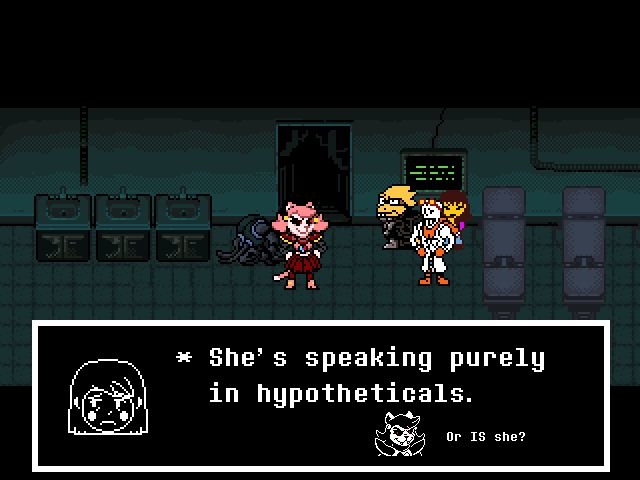 * She's speaking purely
in hypotheticals.
Or IS she?